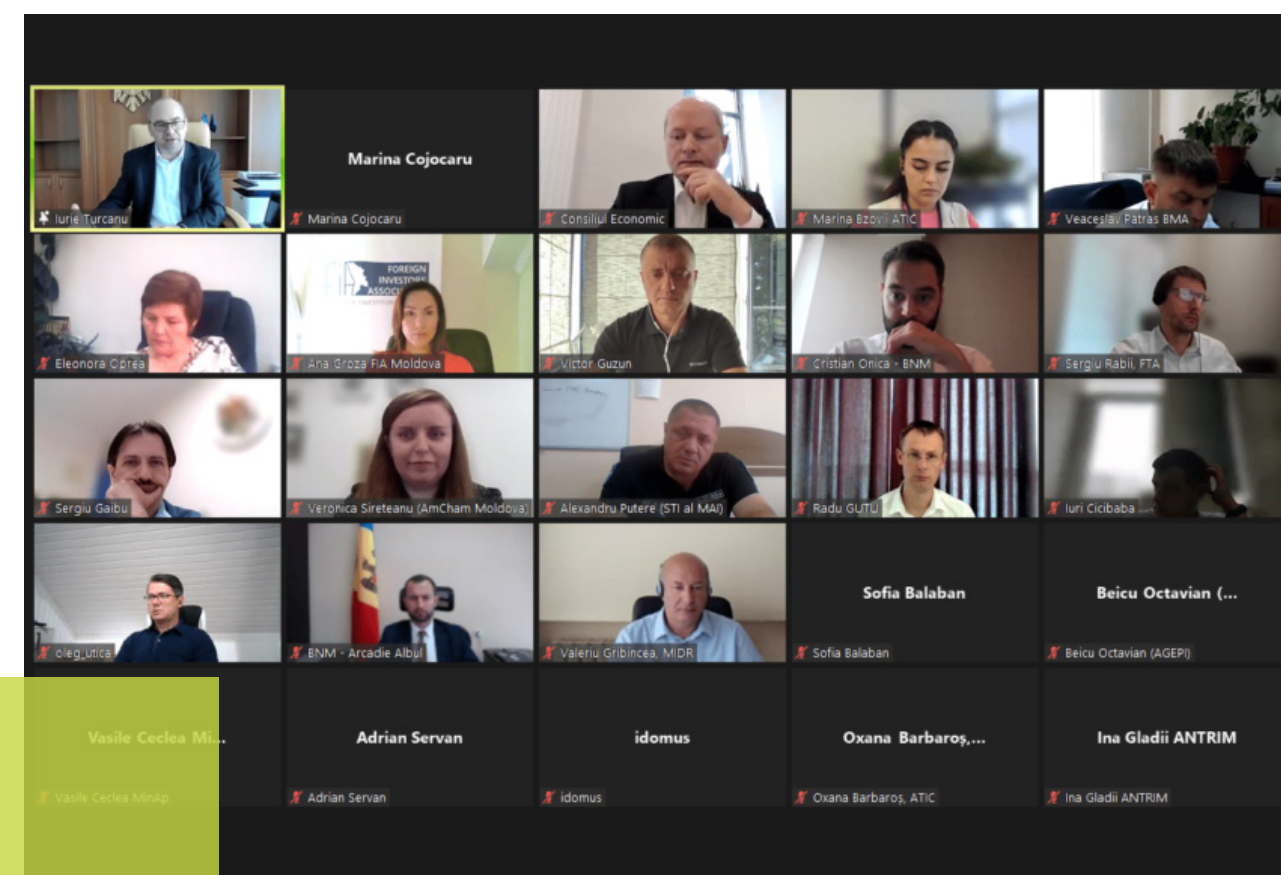 Iurie Turcanu
Marina Cojocaru
Marina Cojocaru
Consiliul Economic
Marina Bzovii ATIC
Veaceslav Patras BMA
Eleonora Oprea
FOREIGN
INVESTORS
Ana Groza FIA Moldova
Victor Guzun
Cristian Onica - BNM
Sergiu Rabii, FTA
Sergiu Gaibu
Veronica Sireteanu (AmCham Moldova)
Alexandru Putere (STI al MAI)
Radu GUTU
Iuri Cicibaba
oleg_utica
BNM - Arcadie Albul
Valeriu Gribincea, MIDR
Sofia Balaban
Sofia Balaban
Beicu Octavian (...
Beicu Octavian (AGEPI)
Vasile Ceclea Mi...
Vasile Ceclea MinAp
Adrian Servan
Adrian Servan
idomus
idomus
Oxana Barbaroș,...
Oxana Barbaroș, ATIC
Ina Gladii ANTRIM
Ina Gladii ANTRIM